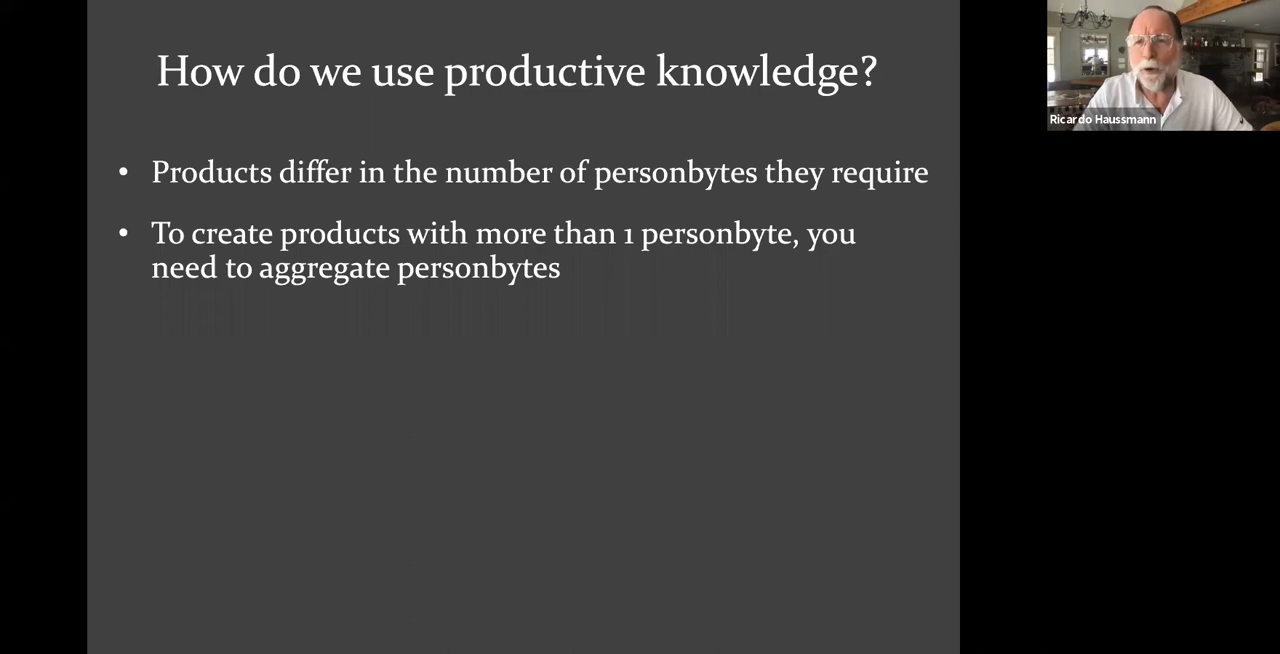 How do we use productive knowledge?
• Products differ in the number of personbytes they require
• To create products with more than 1 personbyte, you
need to aggregate personbytes
Ricardo Haussmann